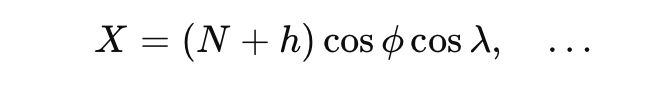 X = (N + h) cos ϕ cos λ, ...